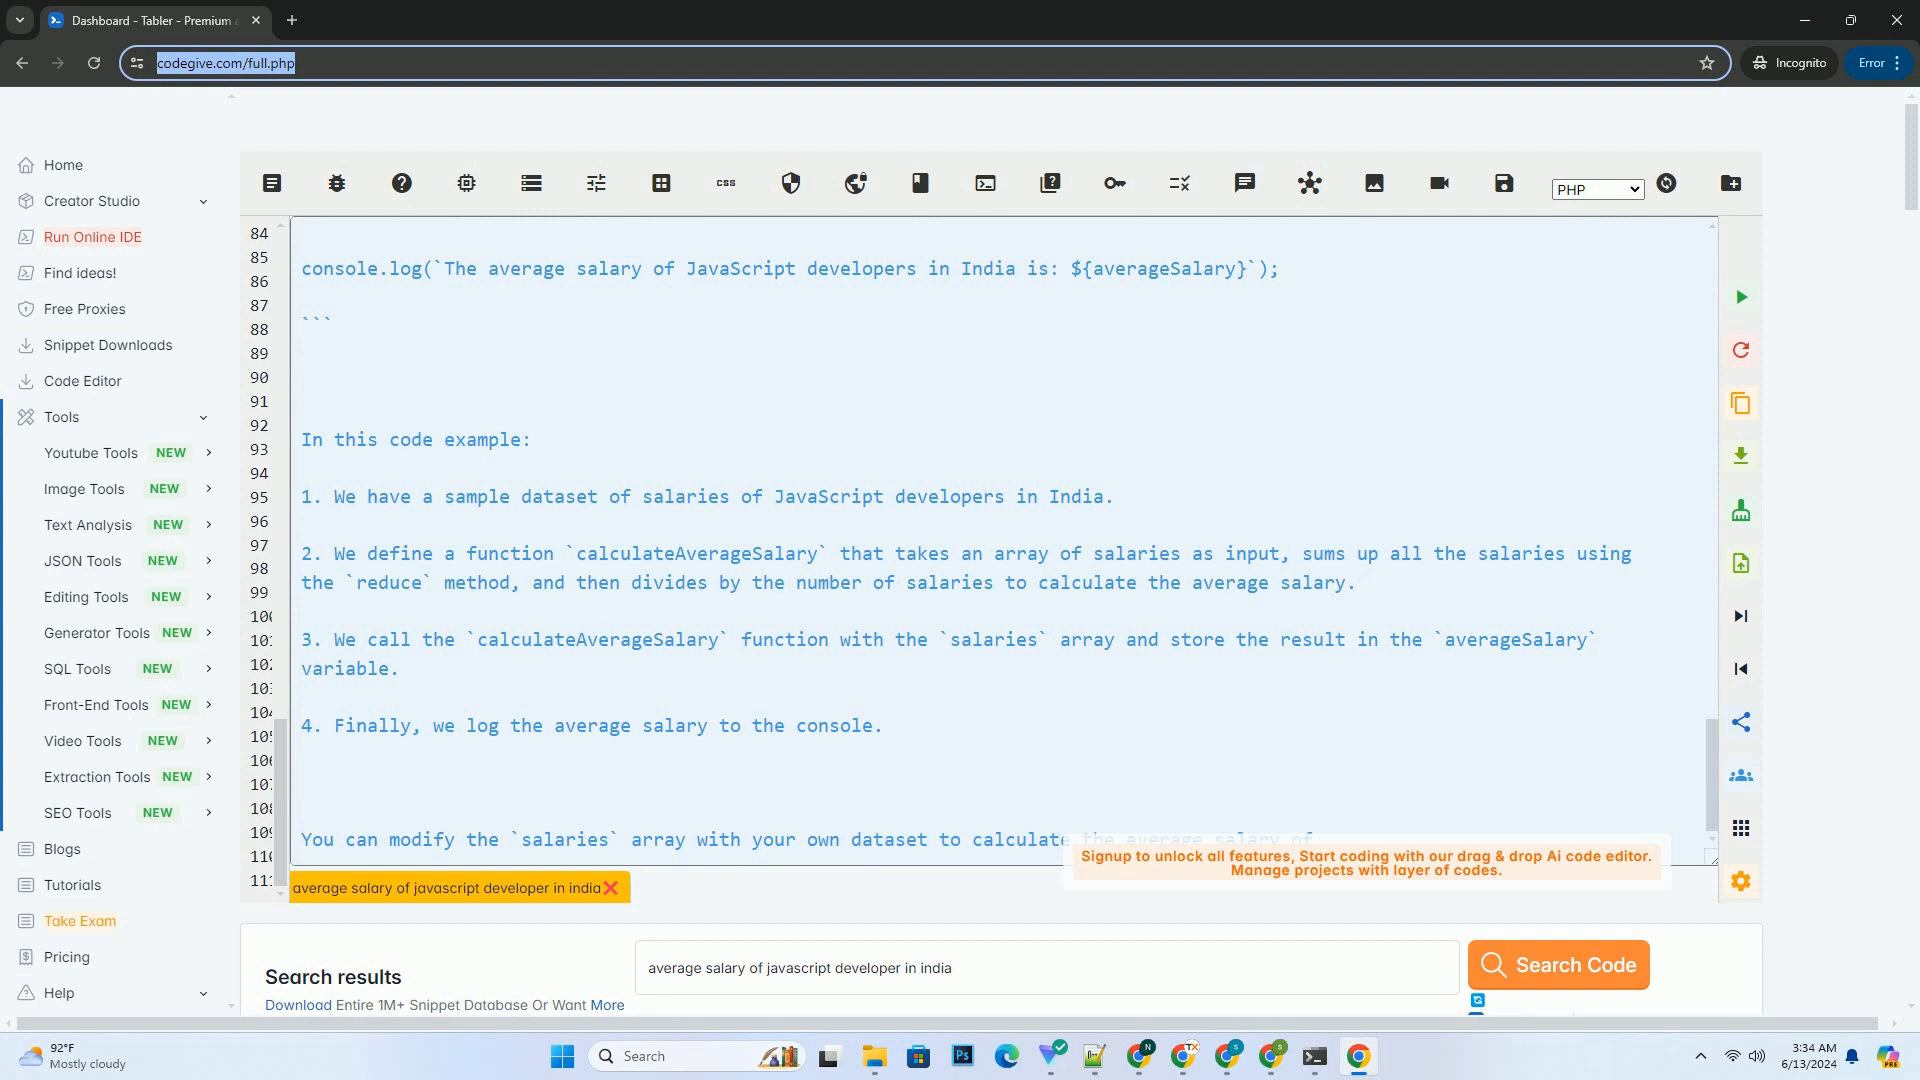 Dashboard - Tabler - Premium
codegive.com/full.php
Incognito
Error
Home
Creator Studio
Run Online IDE
Find ideas!
Free Proxies
Snippet Downloads
Code Editor
Tools
Youtube Tools NEW
Image Tools NEW
Text Analysis NEW
JSON Tools NEW
Editing Tools NEW
Generator Tools NEW
SQL Tools NEW
Front-End Tools NEW
Video Tools NEW
Extraction Tools NEW
SEO Tools NEW
Blogs
Tutorials
Take Exam
Pricing
Help
css
PHP
84
85
86
87
88
89
90
91
92
93
94
95
96
97
98
99
console.log(`The average salary of JavaScript developers in India is: ${averageSalary}`);
```
In this code example:
1. We have a sample dataset of salaries of JavaScript developers in India.
2. We define a function `calculateAverageSalary` that takes an array of salaries as input, sums up all the salaries using
the `reduce` method, and then divides by the number of salaries to calculate the average salary.
3. We call the `calculateAverageSalary` function with the `salaries` array and store the result in the `averageSalary`
variable.
4. Finally, we log the average salary to the console.
You can modify the `salaries` array with your own dataset to calculate the average salary of
Signup to unlock all features, Start coding with our drag & drop Ai code editor.
Manage projects with layer of codes.
average salary of javascript developer in india
Search results
Download Entire 1M+ Snippet Database Or Want More
average salary of javascript developer in india
Search Code
92°F
Mostly cloudy
Search
Ps
N
TX
S
S
PRE
3:34 AM
6/13/2024